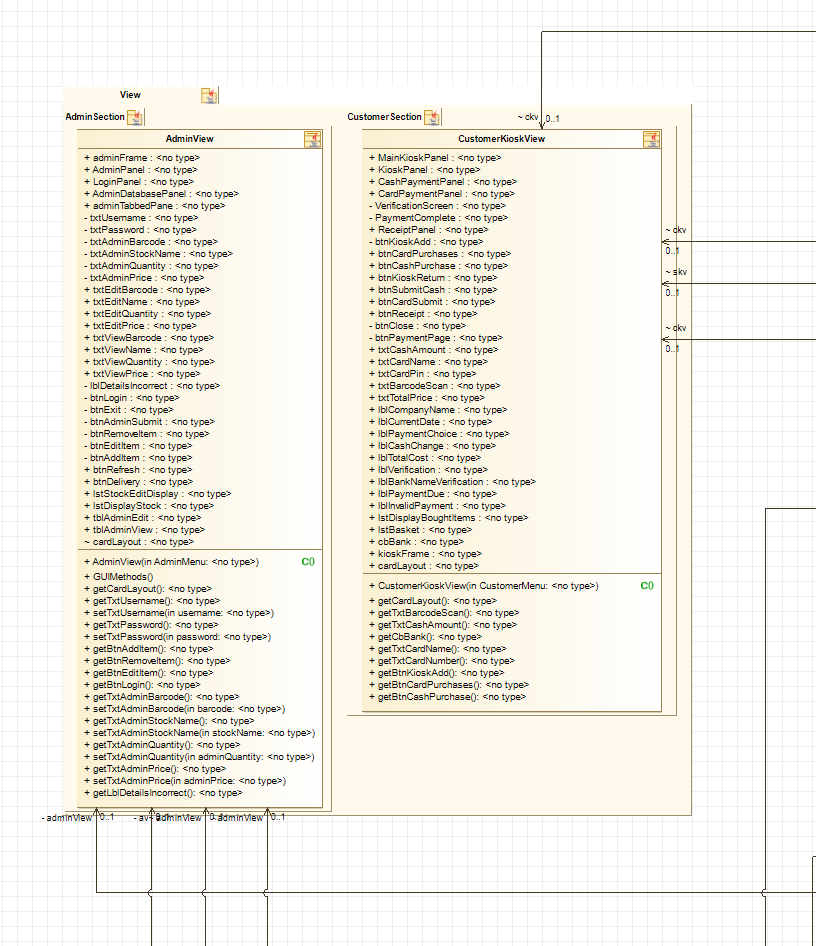 View
AdminSection
AdminView
+ adminFrame : <no type>
+ AdminPanel : <no type>
+ LoginPanel : <no type>
+ AdminDatabasePanel : <no type>
+ adminTabbedPane : <no type>
- txtUsername : <no type>
- txtPassword : <no type>
- txtAdminBarcode : <no type>
- txtAdminStockName : <no type>
- txtAdminQuantity : <no type>
- txtAdminPrice : <no type>
+ txtEditBarcode : <no type>
+ txtEditName : <no type>
+ txtEditQuantity : <no type>
+ txtEditPrice : <no type>
+ txtViewBarcode : <no type>
+ txtViewName : <no type>
+ txtViewQuantity : <no type>
+ txtViewPrice : <no type>
- lblDetailsIncorrect : <no type>
- btnLogin : <no type>
- btnExit : <no type>
- btnAdminSubmit : <no type>
- btnRemoveItem : <no type>
- btnEditItem : <no type>
- btnAddItem : <no type>
+ btnRefresh : <no type>
+ btnDelivery : <no type>
+ lstStockEditDisplay : <no type>
+ lstDisplayStock : <no type>
+ tblAdminEdit : <no type>
+ tblAdminView : <no type>
~ cardLayout : <no type>
+ AdminView(in AdminMenu: <no type>) C()
+ GUIMethods()
+ getCardLayout(): <no type>
+ getTxtUsername(): <no type>
+ setTxtUsername(in username: <no type>)
+ getTxtPassword(): <no type>
+ setTxtPassword(in password: <no type>)
+ getBtnAddItem(): <no type>
+ getBtnRemoveItem(): <no type>
+ getBtnEditItem(): <no type>
+ getBtnLogin(): <no type>
+ getTxtAdminBarcode(): <no type>
+ setTxtAdminBarcode(in barcode: <no type>)
+ getTxtAdminStockName(): <no type>
+ setTxtAdminStockName(in stockName: <no type>)
+ getTxtAdminQuantity(): <no type>
+ setTxtAdminQuantity(in adminQuantity: <no type>)
+ getTxtAdminPrice(): <no type>
+ setTxtAdminPrice(in adminPrice: <no type>)
+ getLblDetailsIncorrect(): <no type>
- adminView 0..1 - av adminView adminView 0..1
CustomerSection
~ ckv 0..1
CustomerKioskView
+ MainKioskPanel : <no type>
+ KioskPanel : <no type>
+ CashPaymentPanel : <no type>
+ CardPaymentPanel : <no type>
- VerificationScreen : <no type>
- PaymentComplete : <no type>
+ ReceiptPanel : <no type>
- btnKioskAdd : <no type>
+ btnCardPurchases : <no type>
+ btnCashPurchase : <no type>
+ btnKioskReturn : <no type>
+ btnSubmitCash : <no type>
+ btnCardSubmit : <no type>
+ btnReceipt : <no type>
- btnClose : <no type>
- btnPaymentPage : <no type>
+ txtCashAmount : <no type>
+ txtCardName : <no type>
+ txtCardPin : <no type>
+ txtBarcodeScan : <no type>
+ txtTotalPrice : <no type>
+ lblCompanyName : <no type>
+ lblCurrentDate : <no type>
+ lblPaymentChoice : <no type>
+ lblCashChange : <no type>
+ lblTotalCost : <no type>
+ lblVerification : <no type>
+ lblBankNameVerification : <no type>
+ lblPaymentDue : <no type>
+ lblInvalidPayment : <no type>
+ lstDisplayBoughtItems : <no type>
+ lstBasket : <no type>
+ cbBank : <no type>
+ kioskFrame : <no type>
+ cardLayout : <no type>
+ CustomerKioskView(in CustomerMenu: <no type>) C()
+ getCardLayout(): <no type>
+ getTxtBarcodeScan(): <no type>
+ getTxtCashAmount(): <no type>
+ getCbBank(): <no type>
+ getTxtCardName(): <no type>
+ getTxtCardNumber(): <no type>
+ getBtnKioskAdd(): <no type>
+ getBtnCardPurchases(): <no type>
+ getBtnCashPurchase(): <no type>
~ ckv
0..1
~ skv
0..1
~ ckv
0..1